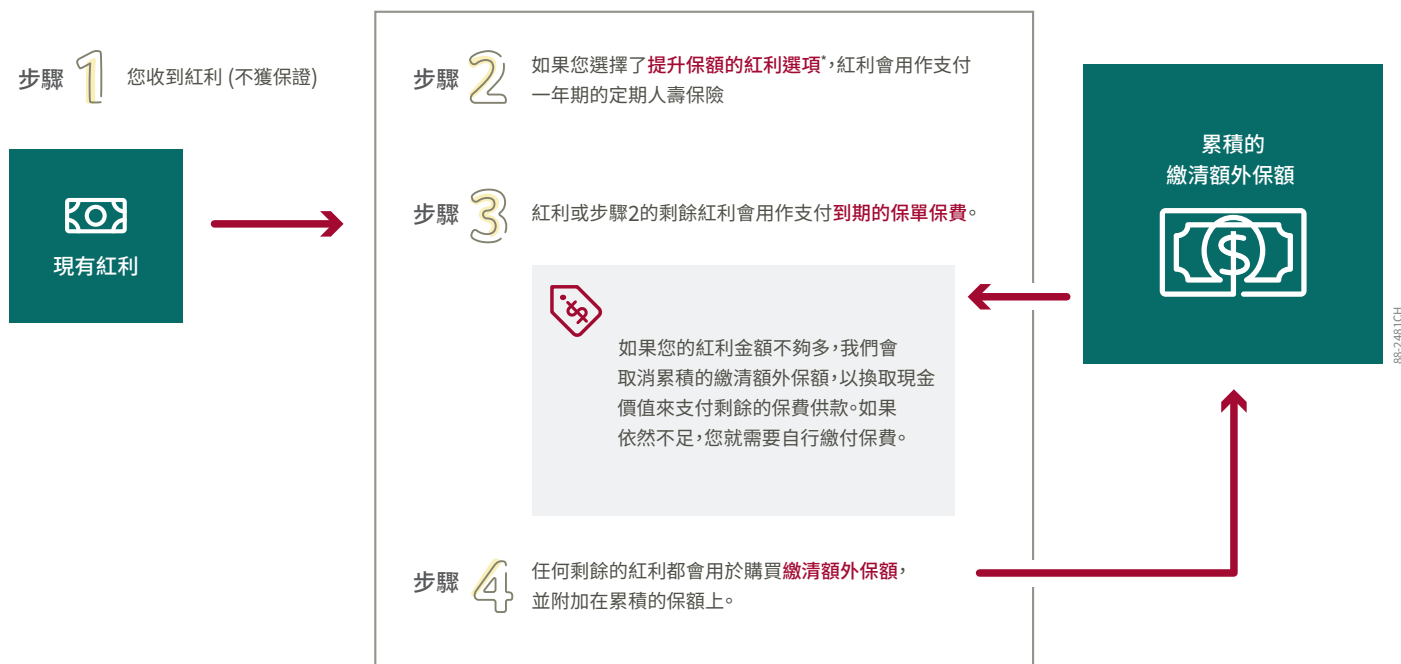 步驟 1 您收到紅利 (不獲保證)
現有紅利
步驟 2 如果您選擇了提升保額的紅利選項*,紅利會用作支付
一年期的定期人壽保險
步驟 3 紅利或步驟2的剩餘紅利會用作支付到期的保單保費。
如果您的紅利金額不夠多,我們會
取消累積的繳清額外保額,以換取現金
價值來支付剩餘的保費供款。如果
依然不足,您就需要自行繳付保費。
步驟 4 任何剩餘的紅利都會用於購買繳清額外保額,
並附加在累積的保額上。
累積的
繳清額外保額
88-2481CH